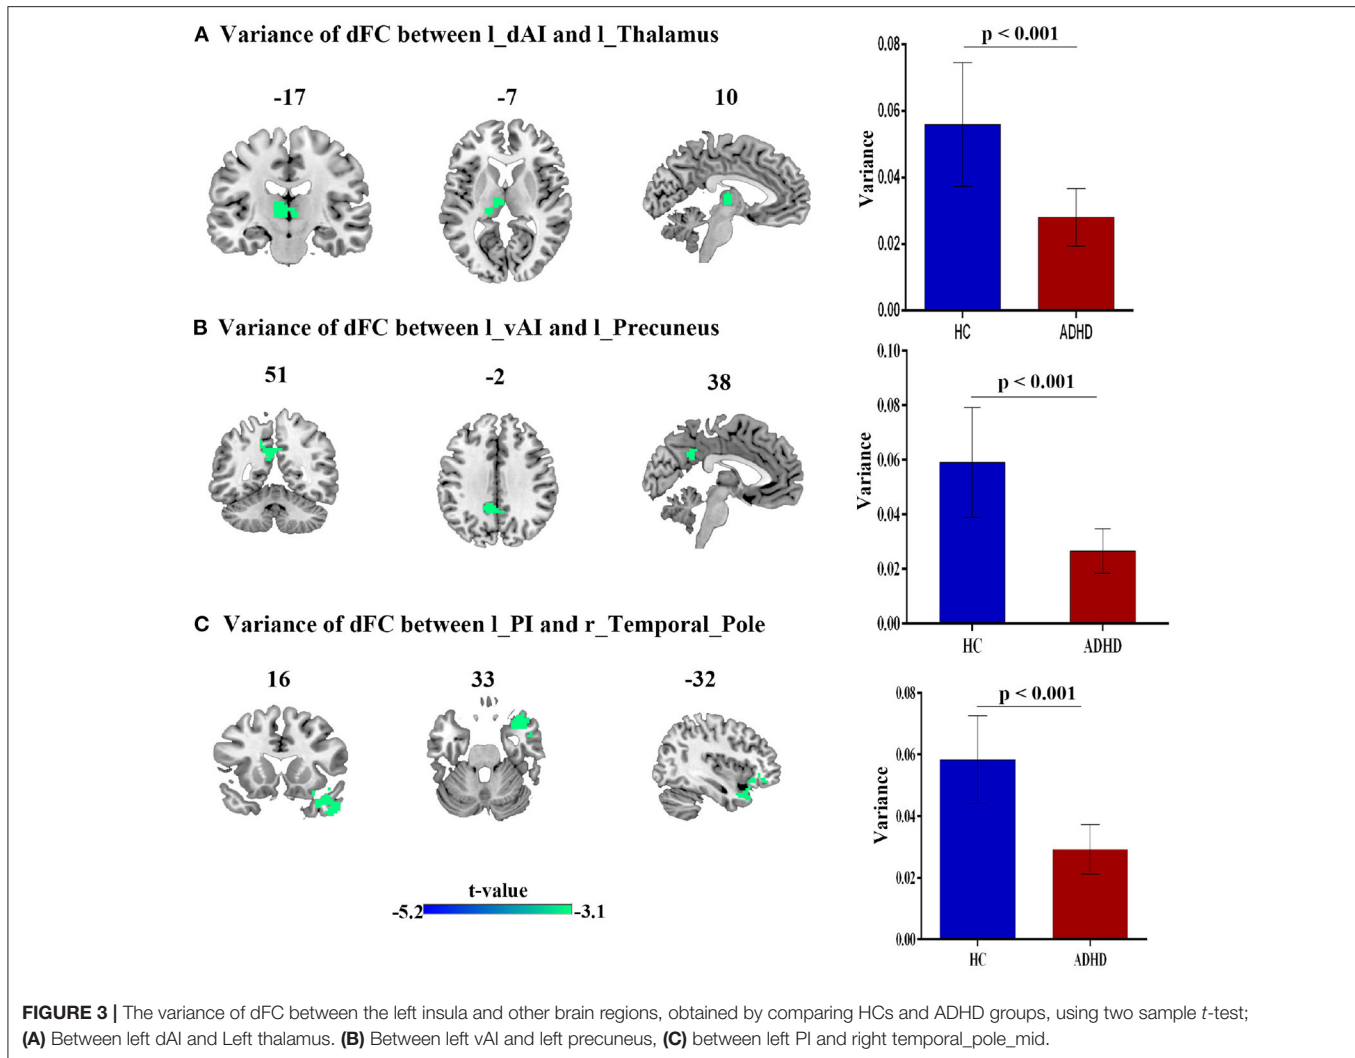 A Variance of dFC between l_dAI and l_Thalamus
-17 -7 10
0.08
0.06
0.04
0.02
0.00
Variance
p < 0.001
HC ADHD
B Variance of dFC between l_vAI and l_Precuneus
51 -2 38
0.10
0.08
0.06
0.04
0.02
0.00
Variance
p < 0.001
HC ADHD
C Variance of dFC between l_PI and r_Temporal_Pole
16 33 -32
0.08
0.06
0.04
0.02
0.00
Variance
p < 0.001
HC ADHD
t-value
-5.2 -3.1
FIGURE 3 | The variance of dFC between the left insula and other brain regions, obtained by comparing HCs and ADHD groups, using two sample t-test;
(A) Between left dAI and Left thalamus. (B) Between left vAI and left precuneus, (C) between left PI and right temporal_pole_mid.